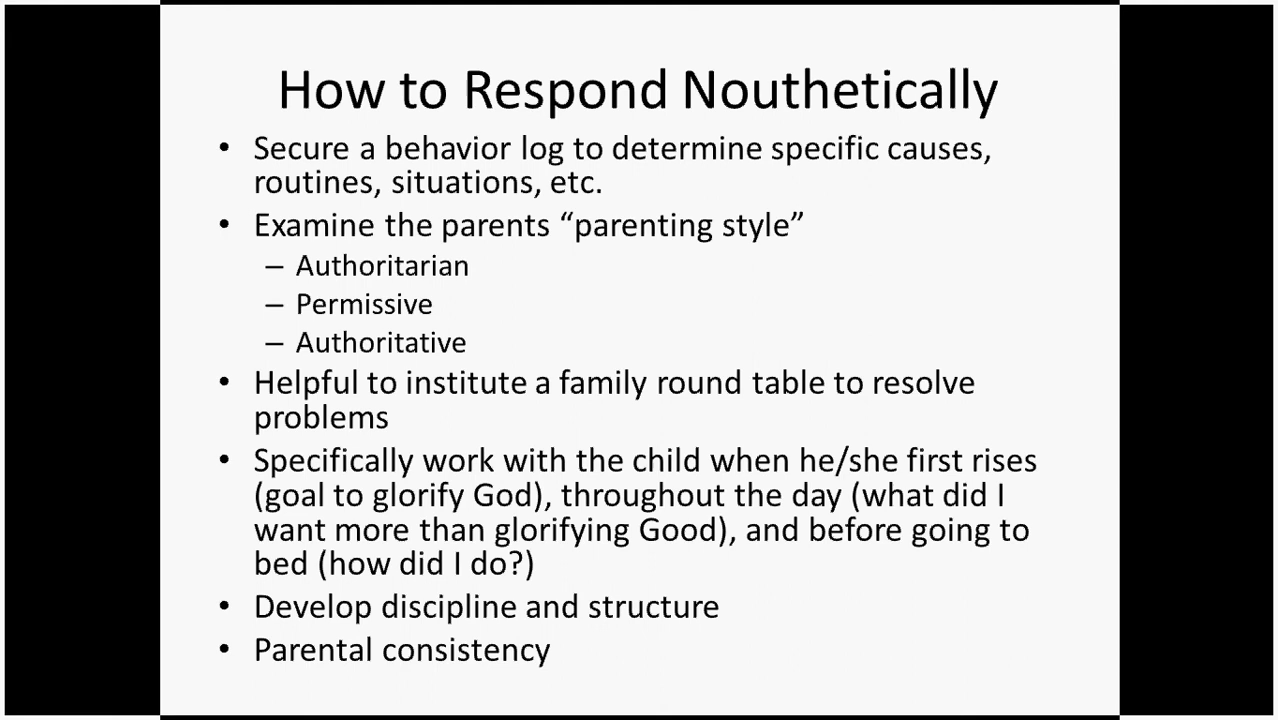 How to Respond Nouthetically
• Secure a behavior log to determine specific causes,
routines, situations, etc.
• Examine the parents “parenting style”
– Authoritarian
– Permissive
– Authoritative
• Helpful to institute a family round table to resolve
problems
• Specifically work with the child when he/she first rises
(goal to glorify God), throughout the day (what did I
want more than glorifying Good), and before going to
bed (how did I do?)
• Develop discipline and structure
• Parental consistency